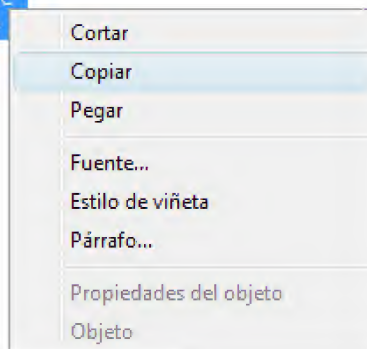 Cortar
Copiar
Pegar
Fuente...
Estilo de viñeta
Párrafo...
Propiedades del objeto
Objeto